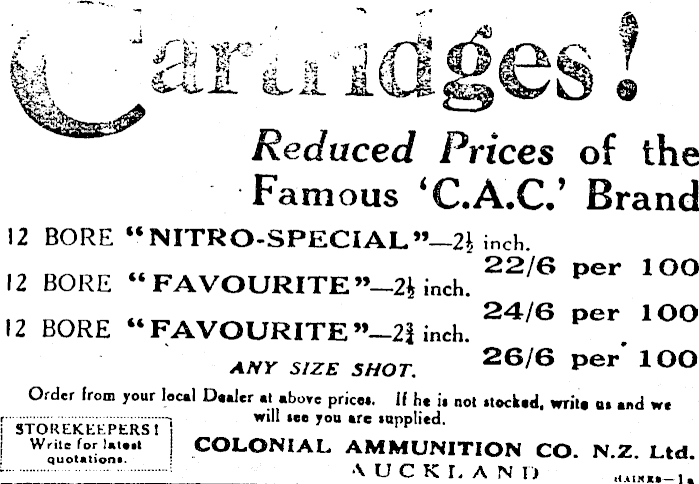 Cartridges!
Reduced Prices of the
Famous ‘C.A.C.’ Brand
12 BORE “NITRO-SPECIAL”—2½ inch.
22/6 per 100
12 BORE “FAVOURITE”—2½ inch.
24/6 per 100
12 BORE “FAVOURITE”—2¾ inch.
26/6 per 100
ANY SIZE SHOT.
Order from your local Dealer at above prices. If he is not stocked, write us and we
will see you are supplied.
STOREKEEPERS!
Write for latest
quotations.
COLONIAL AMMUNITION CO. N.Z. Ltd.
AUCKLAND
HAINES—1a